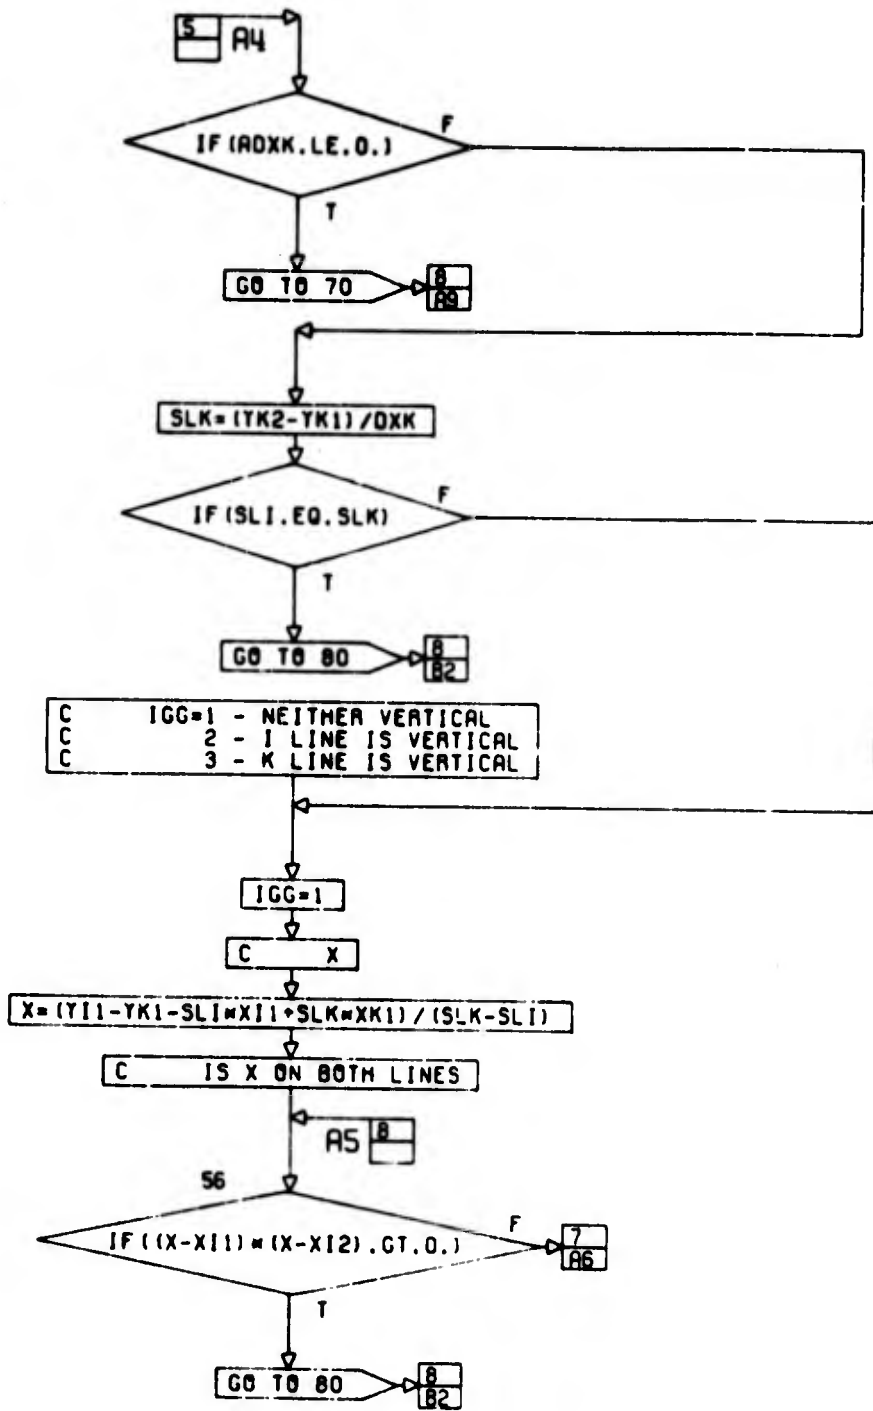 5
A4
IF(ADXK.LE.0.)
F
T
GO TO 70
8
A9
SLK=(YK2-YK1)/DXK
IF(SLI.EQ.SLK)
F
T
GO TO 80
8
B2
C IGG=1 - NEITHER VERTICAL
C 2 - I LINE IS VERTICAL
C 3 - K LINE IS VERTICAL
IGG=1
C X
X=(YI1-YK1-SLI*XI1+SLK*XK1)/(SLK-SLI)
C IS X ON BOTH LINES
A5
8
56
IF((X-XI1)*(X-XI2).GT.0.)
F
7
A6
T
GO TO 80
8
B2